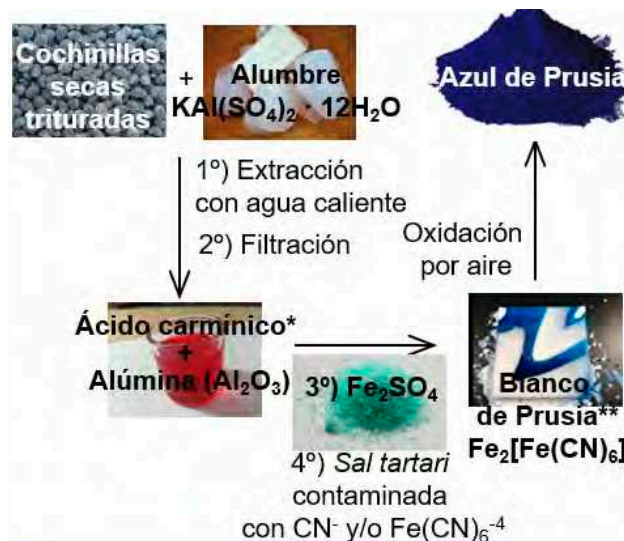 Cochinillas
secas
trituradas
+
Alumbre
KAl(SO₄)₂ · 12H₂O
Azul de Prusia
1º) Extracción
con agua caliente
2º) Filtración
Oxidación
por aire
Ácido carmínico*
+
Alúmina (Al₂O₃)
3º) Fe₂SO₄
4º) Sal tartari
contaminada
con CN⁻ y/o Fe(CN)₆⁻⁴
Blanco
de Prusia**
Fe₂[Fe(CN)₆]